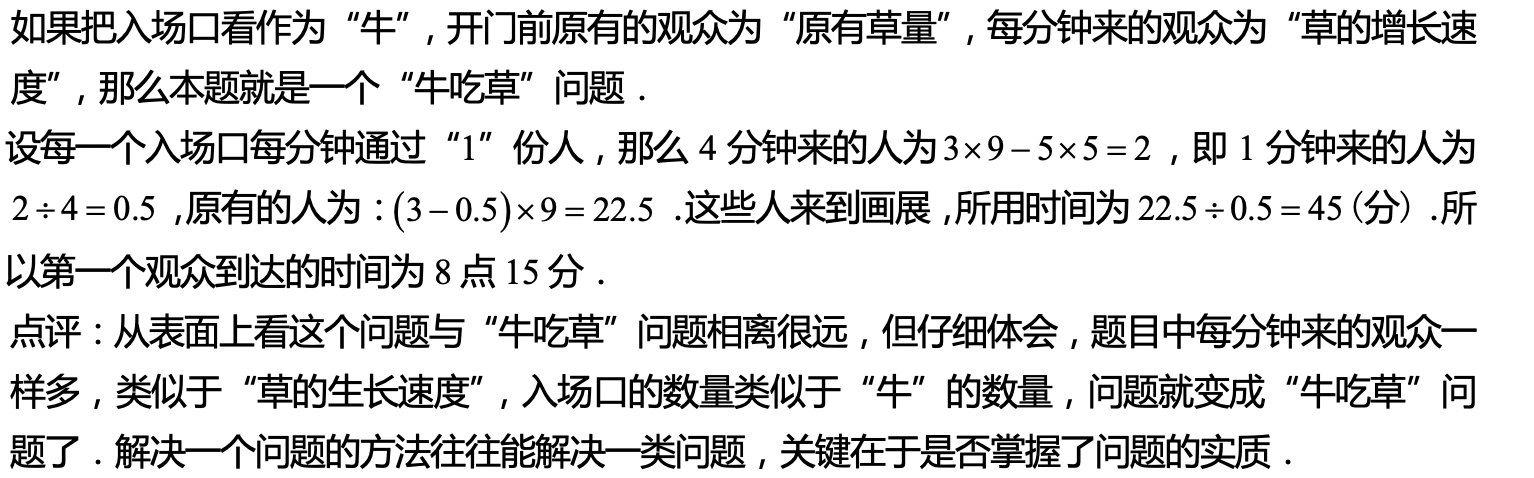 如果把入场口看作为“牛”，开门前原有的观众为“原有草量”，每分钟来的观众为“草的增长速
度”，那么本题就是一个“牛吃草”问题．
设每一个入场口每分钟通过“1”份人，那么 4 分钟来的人为3×9−5×5=2 ，即 1 分钟来的人为
2÷4=0.5 ,原有的人为：(3−0.5)×9=22.5 .这些人来到画展,所用时间为 22.5÷0.5=45(分）.所
以第一个观众到达的时间为 8 点 15 分．
点评：从表面上看这个问题与“牛吃草”问题相离很远，但仔细体会，题目中每分钟来的观众一
样多，类似于“草的生长速度”，入场口的数量类似于“牛”的数量，问题就变成“牛吃草”问
题了．解决一个问题的方法往往能解决一类问题，关键在于是否掌握了问题的实质．